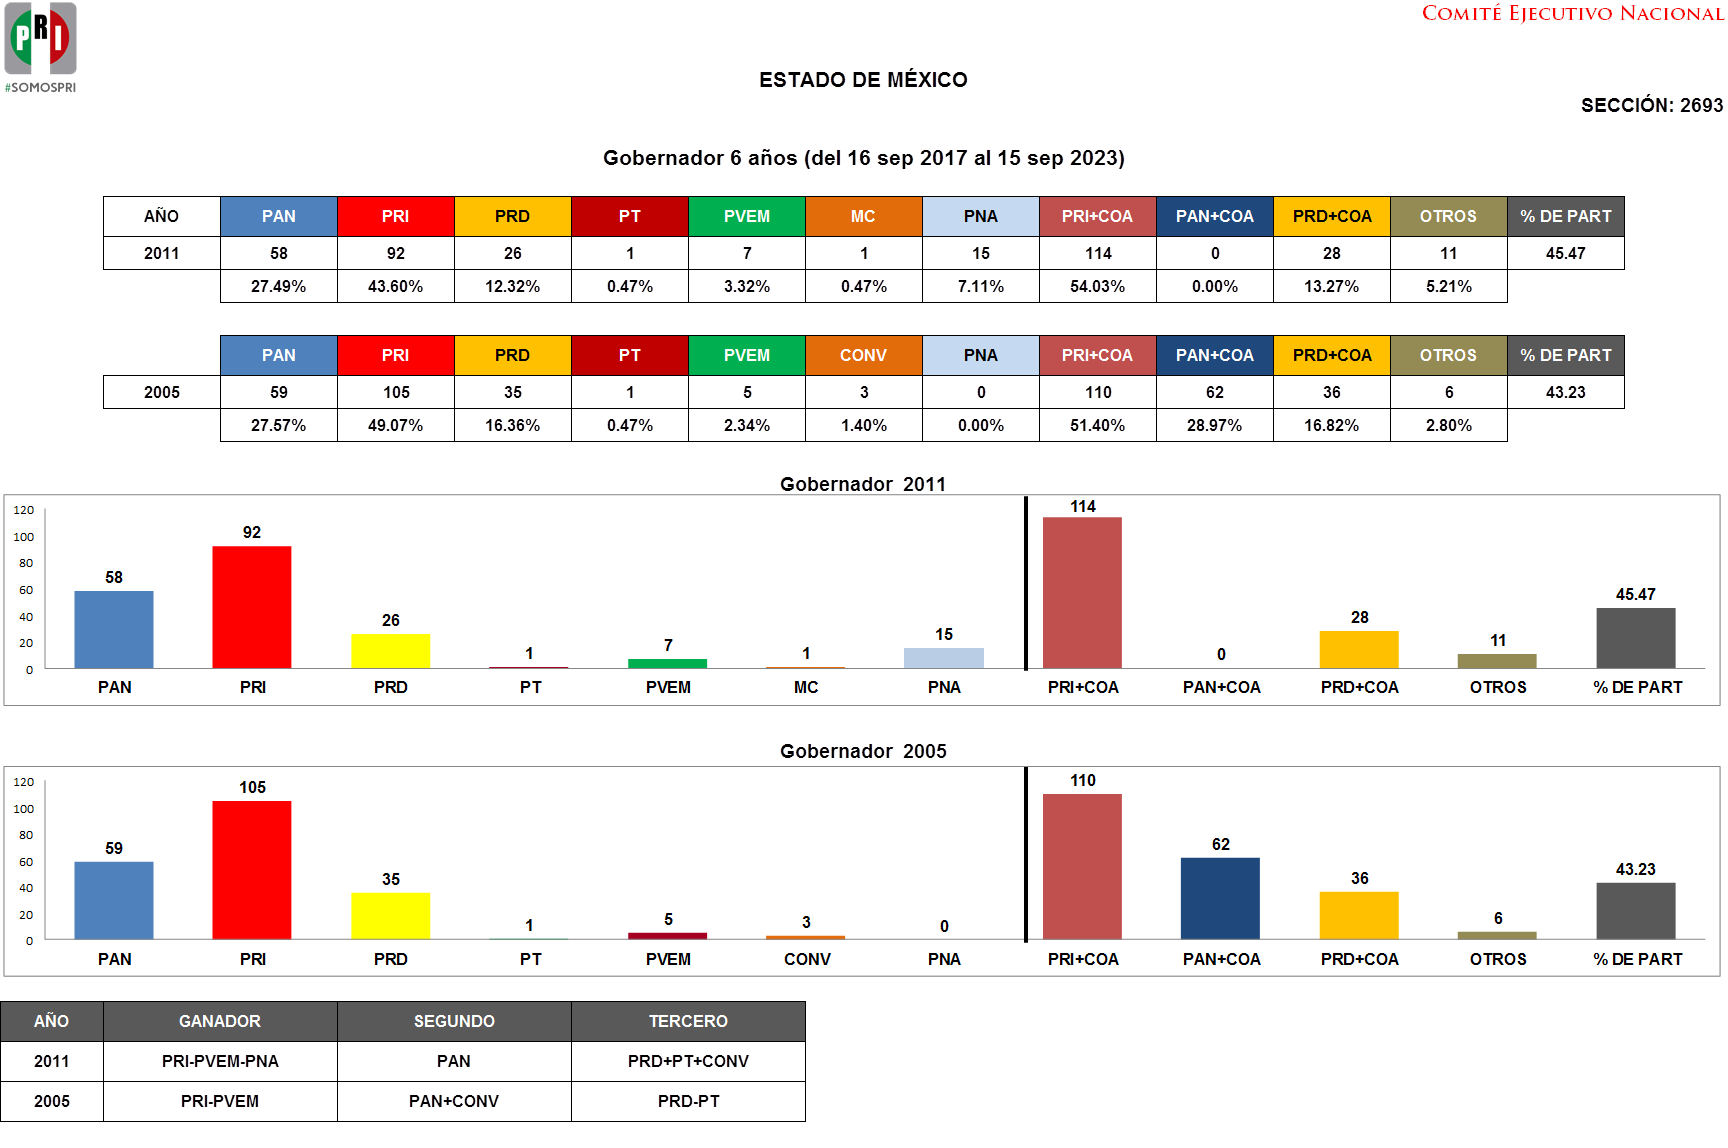 PRI
#SOMOSPRI
COMITÉ EJECUTIVO NACIONAL
ESTADO DE MÉXICO
SECCIÓN: 2693
Gobernador 6 años (del 16 sep 2017 al 15 sep 2023)
AÑO PAN PRI PRD PT PVEM MC PNA PRI+COA PAN+COA PRD+COA OTROS % DE PART
2011 58 92 26 1 7 1 15 114 0 28 11 45.47
27.49% 43.60% 12.32% 0.47% 3.32% 0.47% 7.11% 54.03% 0.00% 13.27% 5.21%
PAN PRI PRD PT PVEM CONV PNA PRI+COA PAN+COA PRD+COA OTROS % DE PART
2005 59 105 35 1 5 3 0 110 62 36 6 43.23
27.57% 49.07% 16.36% 0.47% 2.34% 1.40% 0.00% 51.40% 28.97% 16.82% 2.80%
Gobernador 2011
120
100
80
60
40
20
0
58 92 26 1 7 1 15 114 0 28 11 45.47
PAN PRI PRD PT PVEM MC PNA PRI+COA PAN+COA PRD+COA OTROS % DE PART
Gobernador 2005
120
100
80
60
40
20
0
59 105 35 1 5 3 0 110 62 36 6 43.23
PAN PRI PRD PT PVEM CONV PNA PRI+COA PAN+COA PRD+COA OTROS % DE PART
AÑO GANADOR SEGUNDO TERCERO
2011 PRI-PVEM-PNA PAN PRD+PT+CONV
2005 PRI-PVEM PAN+CONV PRD-PT